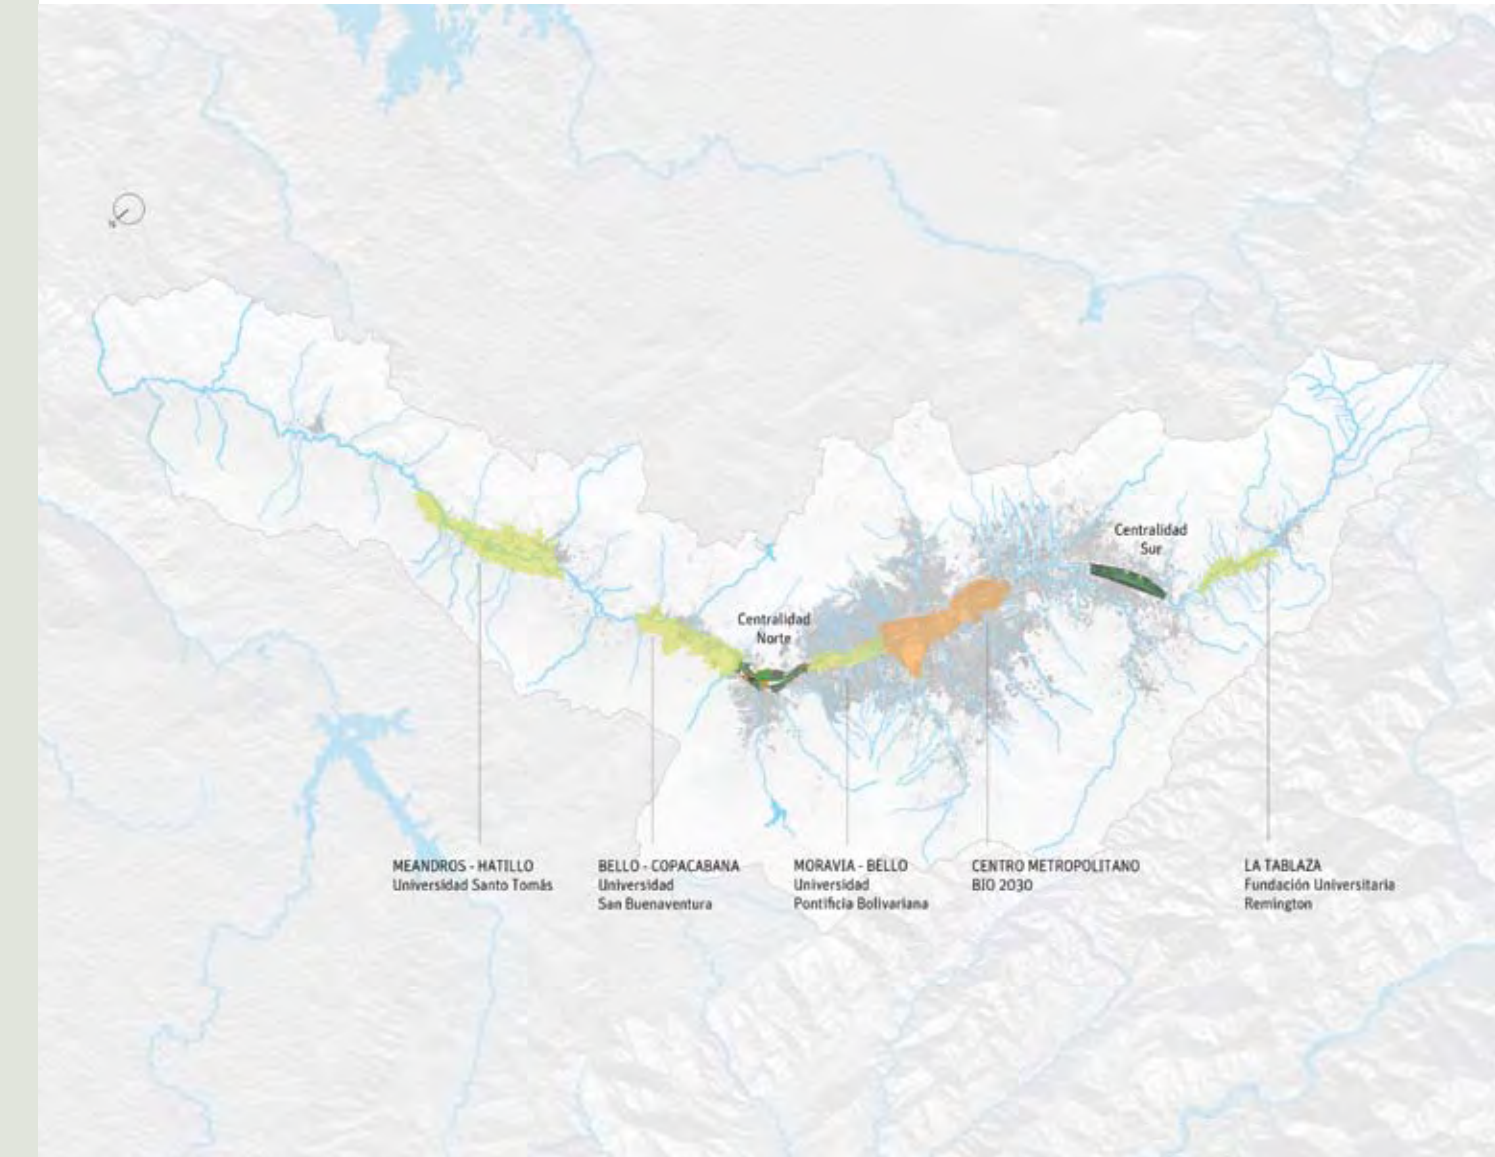 N
Centralidad
Sur
Centralidad
Norte
MEANDROS - HATILLO
Universidad Santo Tomás
BELLO - COPACABANA
Universidad
San Buenaventura
MORAVIA - BELLO
Universidad
Pontificia Bolivariana
CENTRO METROPOLITANO
BIO 2030
LA TABLAZA
Fundación Universitaria
Remington